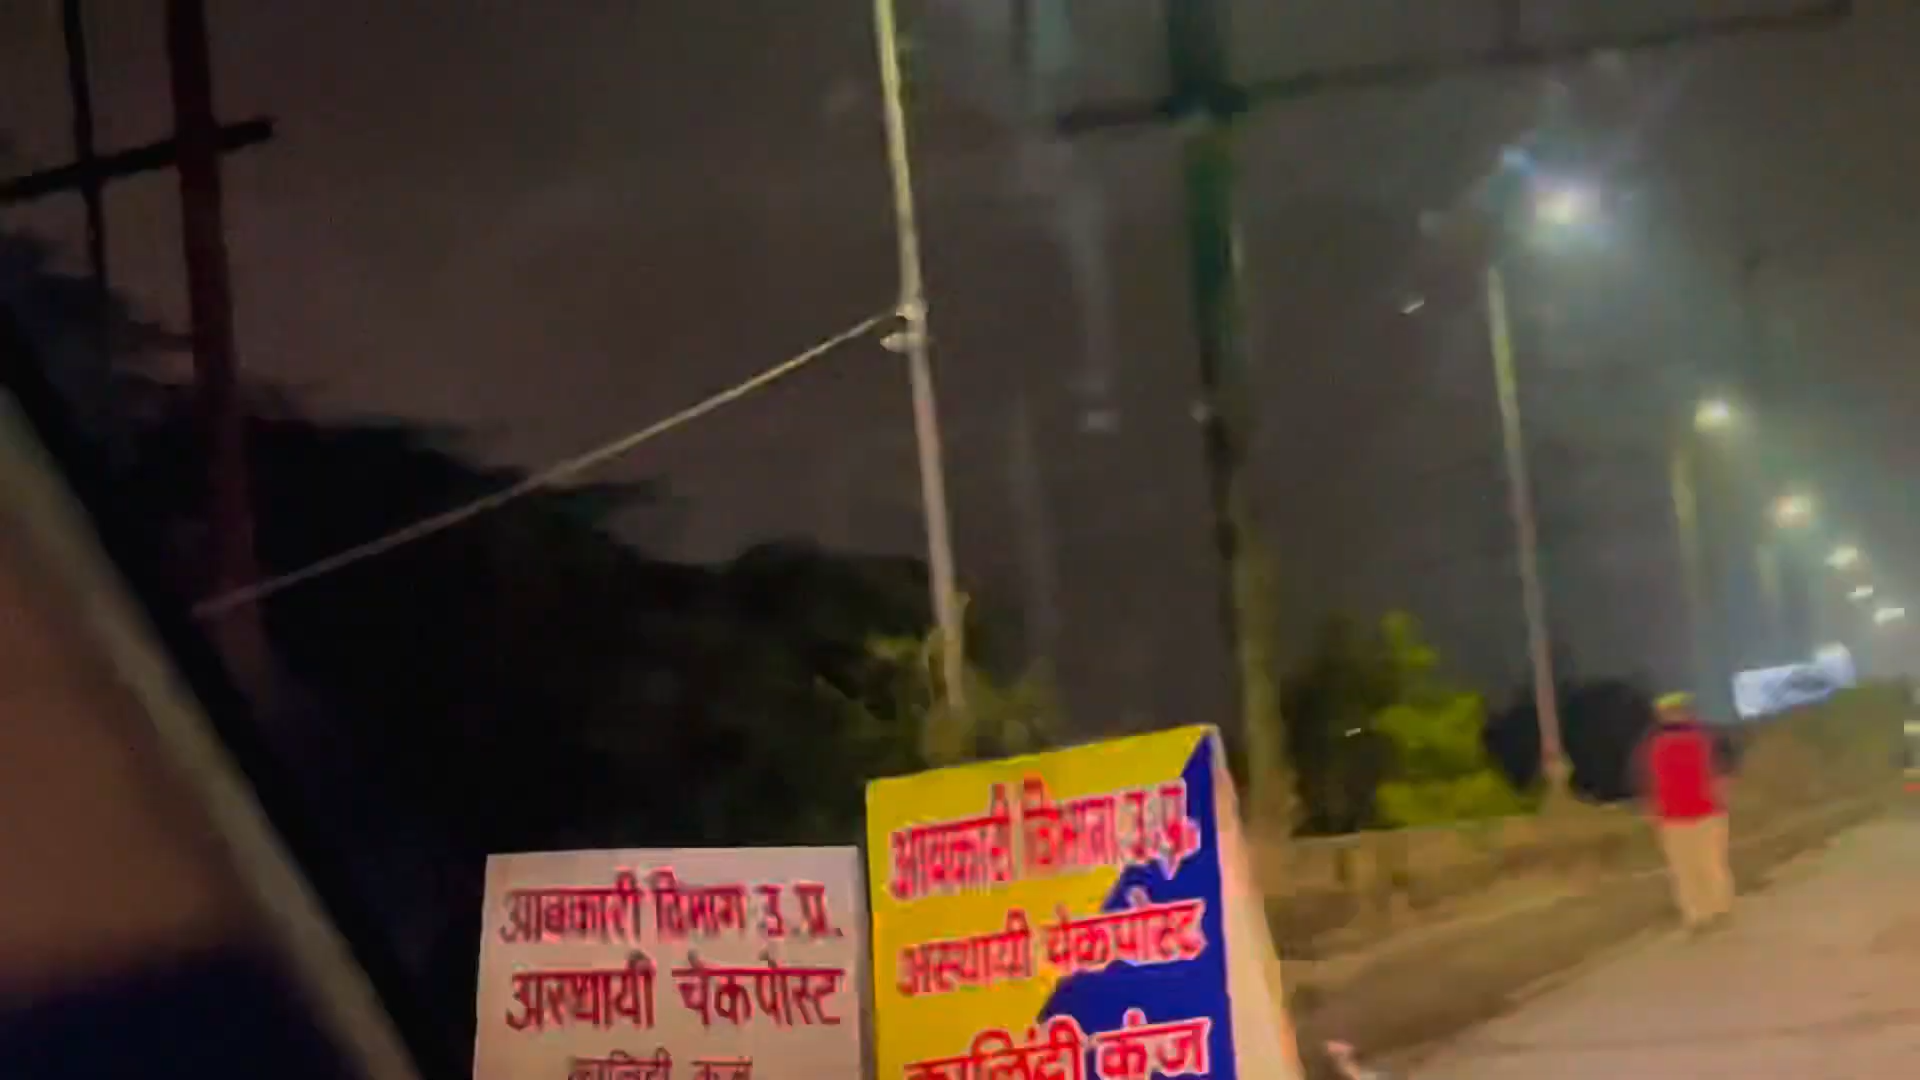 आबकारी विभाग उ.प्र.
अस्थायी चेकपोस्ट
कालिंदी कुंज
आबकारी विभाग उ.प्र.
अस्थायी चेकपोस्ट
कालिंदी कुंज